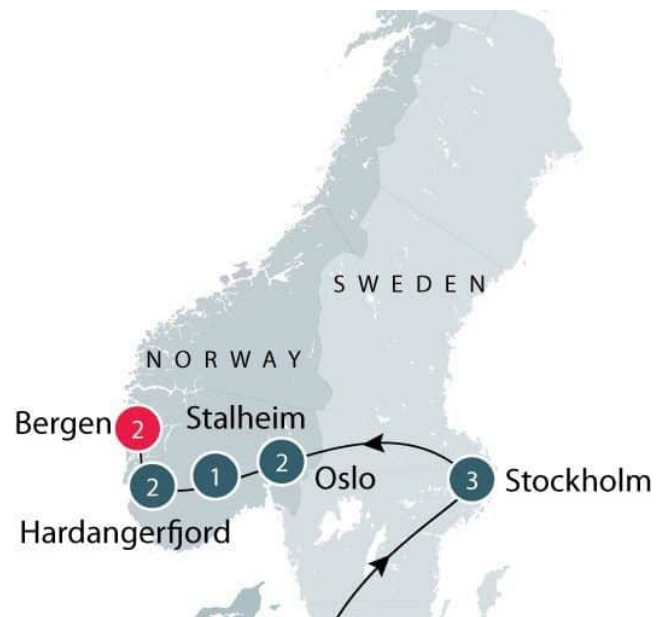 SWEDEN
NORWAY
Bergen
2
Stalheim
2
1
2
Oslo
Hardangerfjord
3
Stockholm